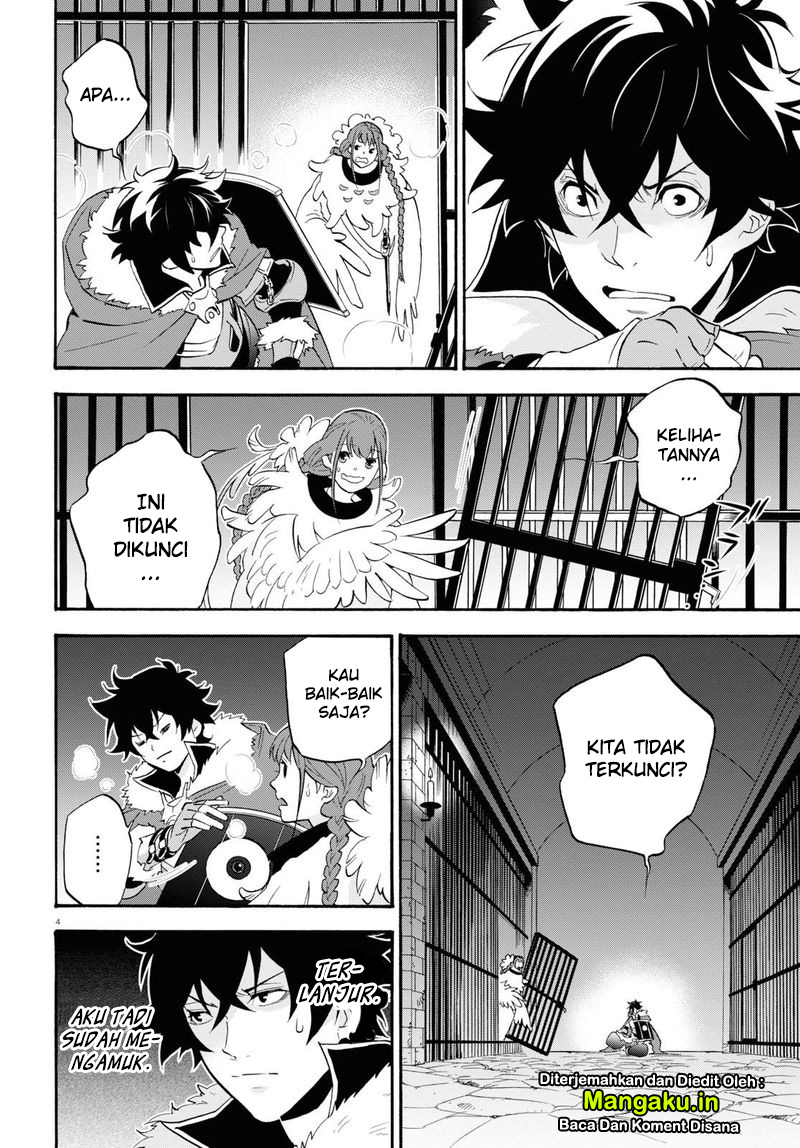 APA...
KELIHA-
TANNYA
...
INI
TIDAK
DIKUNCI
...
KAU
BAIK-BAIK
SAJA?
......
KITA TIDAK
TERKUNCI?
4
TER-
LANJUR.
AKU TADI
SUDAH ME-
NGAMUK.
Diterjemahkan dan Diedit Oleh :
Mangaku.in
Baca Dan Koment Disana